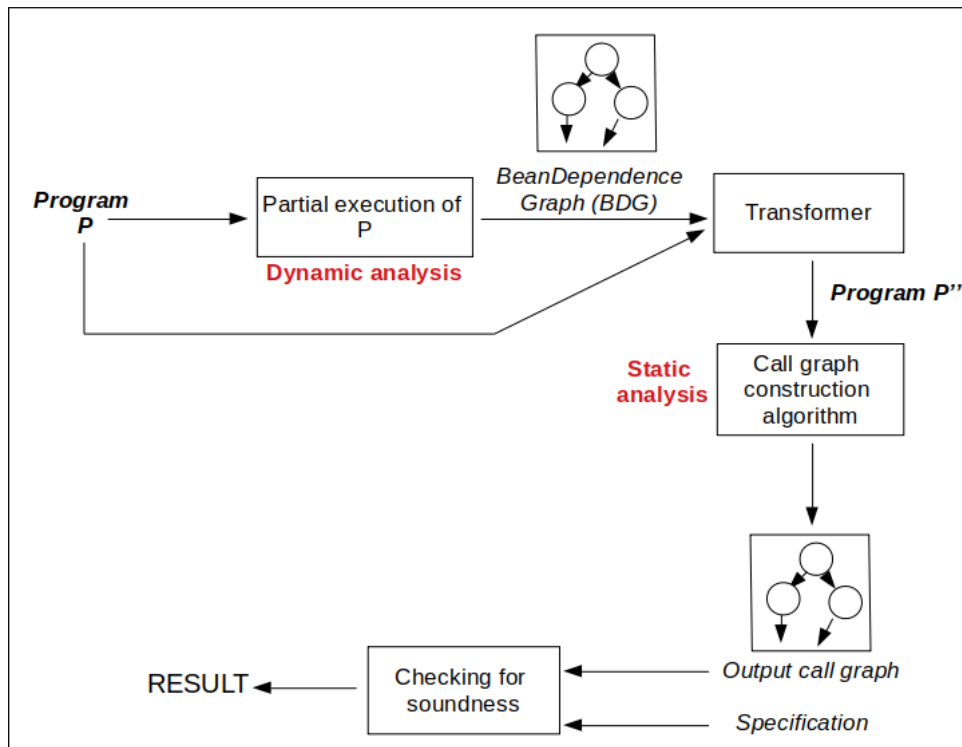 BeanDependence
Graph (BDG)
Program
P
Partial execution of
P
Dynamic analysis
Transformer
Program P’’
Static
analysis
Call graph
construction
algorithm
Output call graph
Specification
Checking for
soundness
RESULT